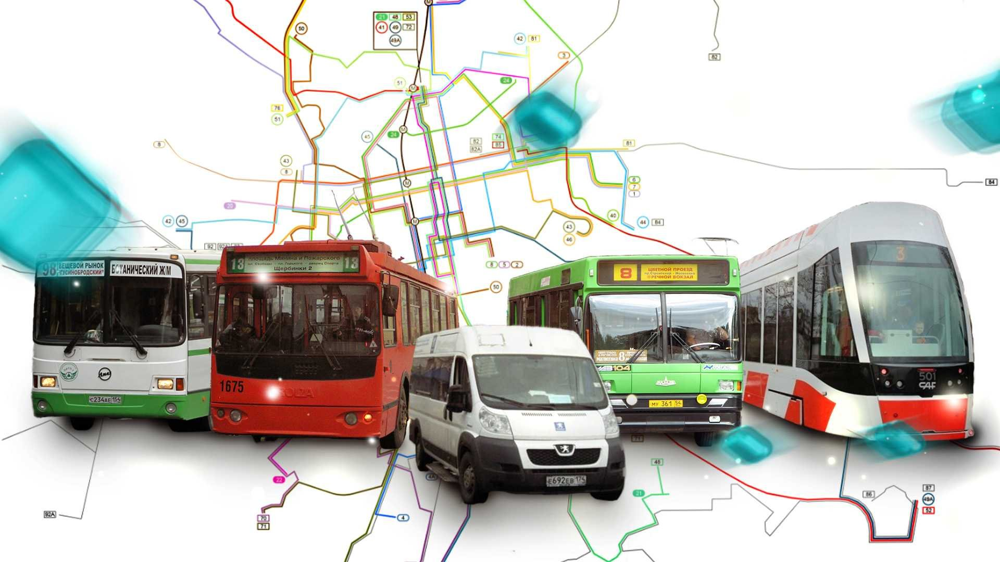 M
21 48 53
41 49 72
49A
50
42 81
3
82
24
51
M
76
51
M
45
24
82
82A
74
85
81
8
43
8
M
6
7
1
84
20
42 45
M
40
43
46
44 84
92 92A
8 5 2
50
98 ВЕЩЕВОЙ РЫНОК
"ГУСИНОБРОДСКИЙ"
БОТАНИЧЕСКИЙ Ж/М
С234АЕ 154
13 площадь Минина и Пожарского 13
пл. Свободы - пл. Горького - дворец Спорта
Щербинки 2
1675
Е692ЕВ 174
8 ЦВЕТНОЙ ПРОЕЗД
пр.Строителей г.Матвеевка
РЕЧНОЙ ВОКЗАЛ
МАТВЕЕВКА 8
МАЗ 104
МУ 361 54
3
501
CAF
71
22
4A
48
21
86
87
49A
52
92A
70
71
4